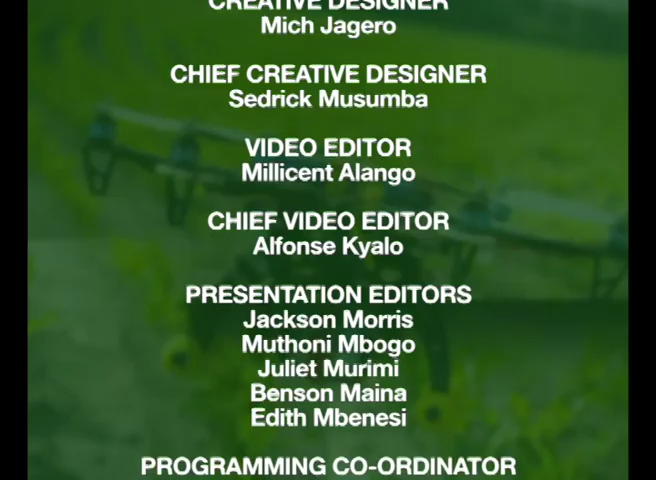 CREATIVE DESIGNER
Mich Jagero
CHIEF CREATIVE DESIGNER
Sedrick Musumba
VIDEO EDITOR
Millicent Alango
CHIEF VIDEO EDITOR
Alfonse Kyalo
PRESENTATION EDITORS
Jackson Morris
Muthoni Mbogo
Juliet Murimi
Benson Maina
Edith Mbenesi
PROGRAMMING CO-ORDINATOR